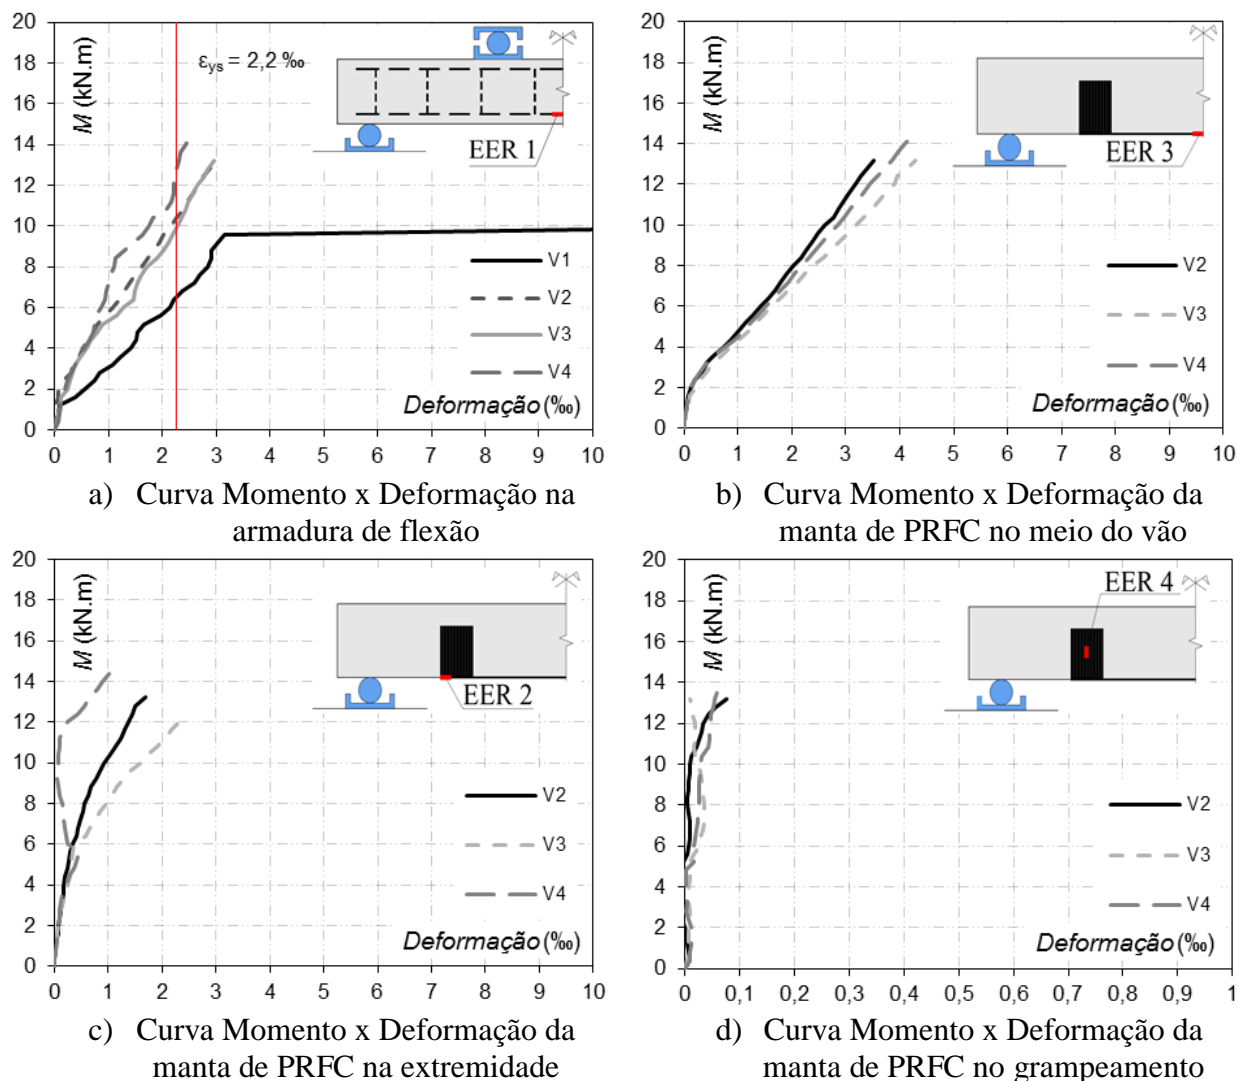 20
18
16
14
12
10
8
6
4
2
0
M (kN.m)
εys = 2,2 ‰
EER 1
V1
V2
V3
V4
Deformação (‰)
0 1 2 3 4 5 6 7 8 9 10
a) Curva Momento x Deformação na
armadura de flexão
20
18
16
14
12
10
8
6
4
2
0
M (kN.m)
EER 3
V2
V3
V4
Deformação (‰)
0 1 2 3 4 5 6 7 8 9 10
b) Curva Momento x Deformação da
manta de PRFC no meio do vão
20
18
16
14
12
10
8
6
4
2
0
M (kN.m)
EER 2
V2
V3
V4
Deformação (‰)
0 1 2 3 4 5 6 7 8 9 10
c) Curva Momento x Deformação da
manta de PRFC na extremidade
20
18
16
14
12
10
8
6
4
2
0
M (kN.m)
EER 4
V2
V3
V4
Deformação (‰)
0 0,1 0,2 0,3 0,4 0,5 0,6 0,7 0,8 0,9 1
d) Curva Momento x Deformação da
manta de PRFC no grampeamento